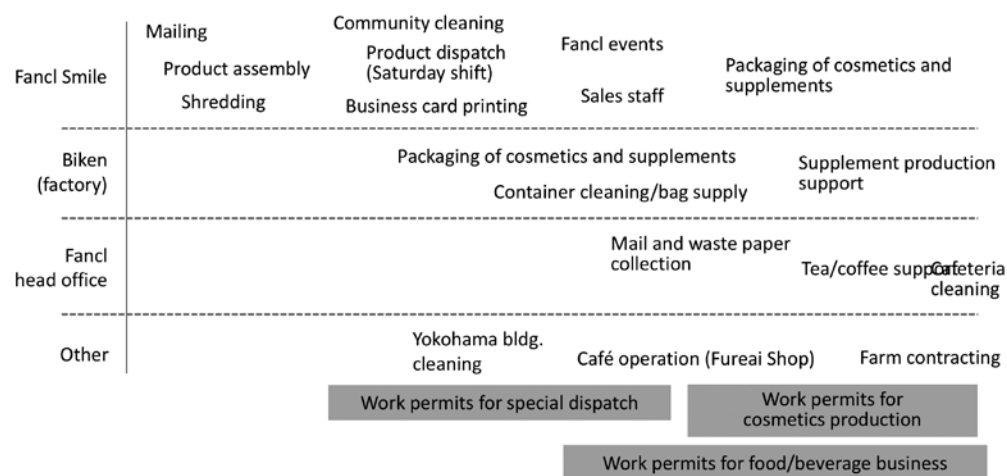 Fancl Smile
Mailing
Product assembly
Shredding
Community cleaning
Product dispatch
(Saturday shift)
Business card printing
Fancl events
Sales staff
Packaging of cosmetics and
supplements
Biken
(factory)
Packaging of cosmetics and supplements
Container cleaning/bag supply
Supplement production
support
Fancl
head office
Mail and waste paper
collection
Tea/coffee support
Cafeteria
cleaning
Other
Yokohama bldg.
cleaning
Café operation (Fureai Shop)
Farm contracting
Work permits for special dispatch
Work permits for
cosmetics production
Work permits for food/beverage business